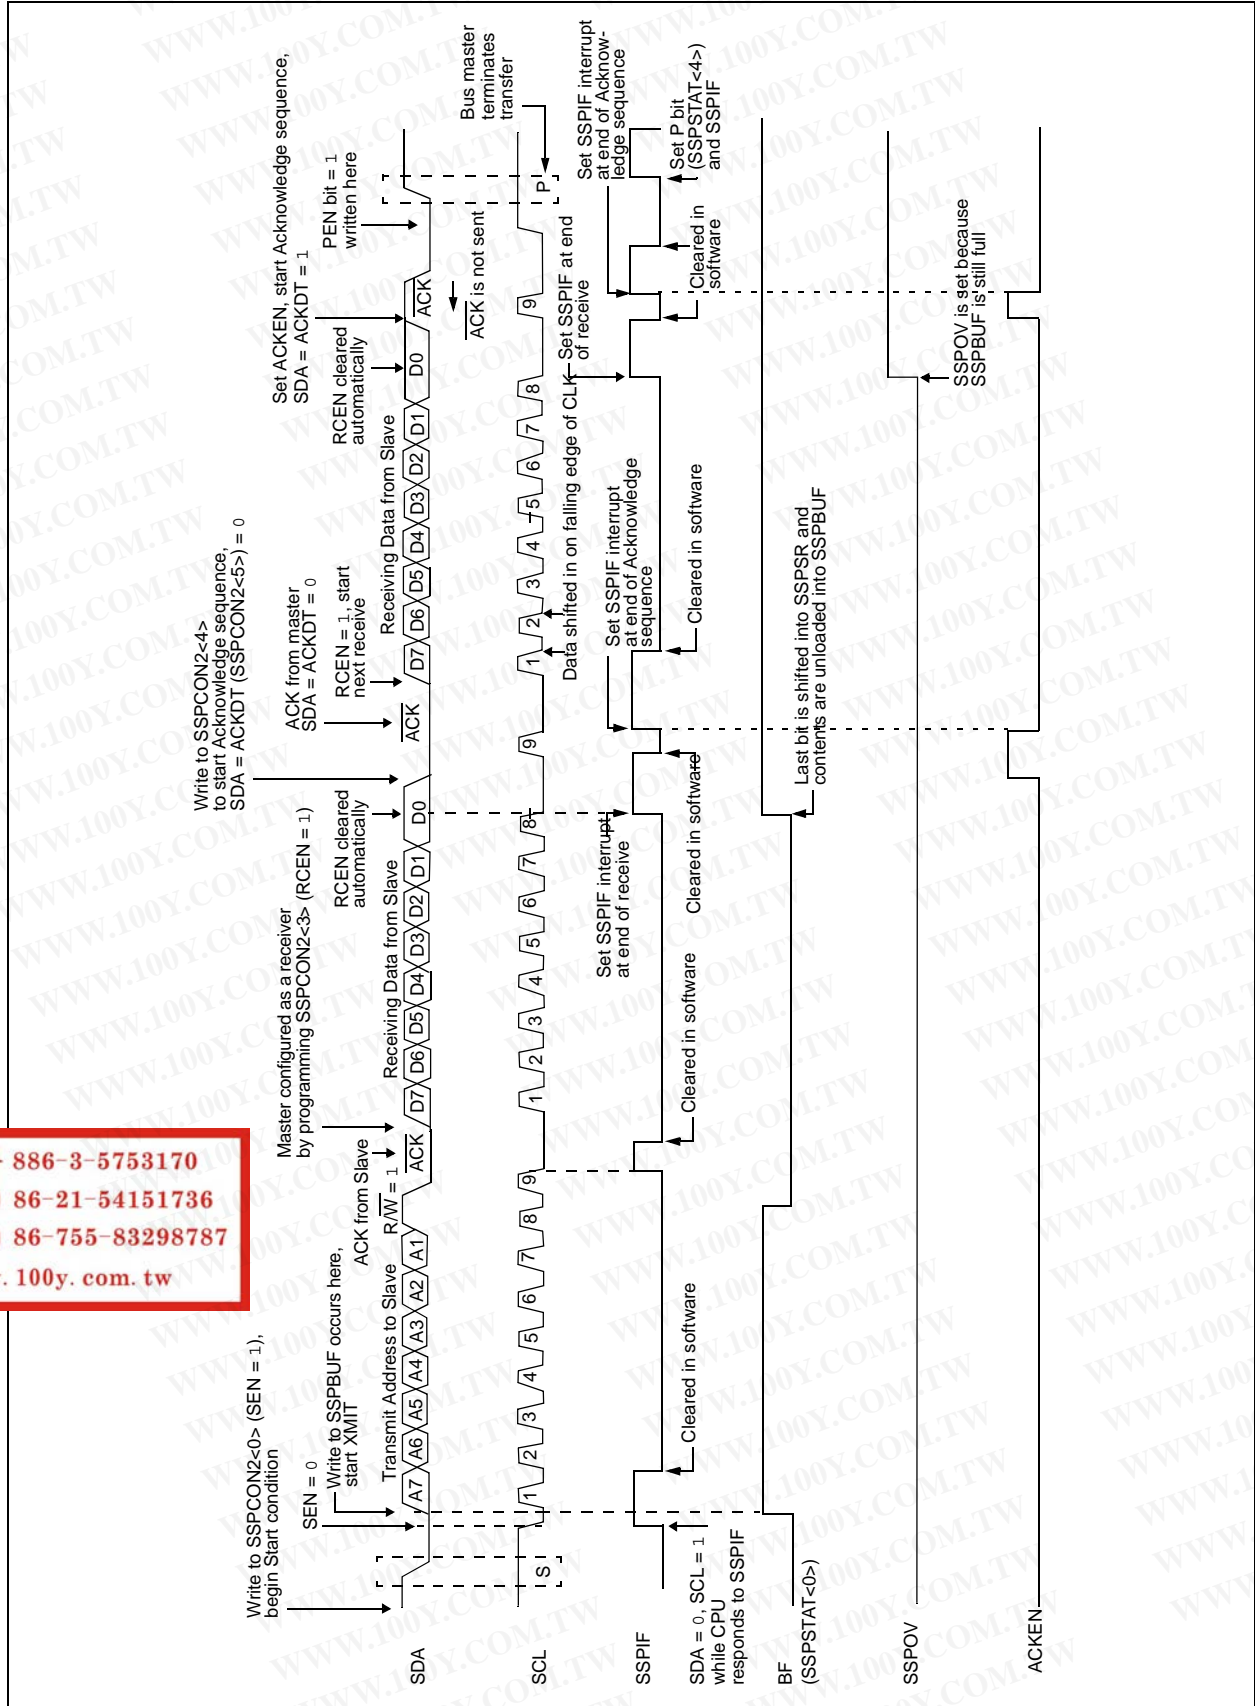 Write to SSPCON2<0> (SEN = 1),
begin Start condition
SEN = 0
Write to SSPBUF occurs here,
start XMIT
ACK from Slave
Master configured as a receiver
by programming SSPCON2<3> (RCEN = 1)
RCEN cleared
automatically
Write to SSPCON2<4>
to start Acknowledge sequence,
SDA = ACKDT (SSPCON2<5>) = 0
ACK from master
SDA = ACKDT = 0
RCEN = 1, start
next receive
RCEN cleared
automatically
Set ACKEN, start Acknowledge sequence,
SDA = ACKDT = 1
PEN bit = 1
written here
Transmit Address to Slave
R/W = 1
Receiving Data from Slave
Receiving Data from Slave
SDA
A7 A6 A5 A4 A3 A2 A1
ACK
D7 D6 D5 D4 D3 D2 D1 D0
ACK
D7 D6 D5 D4 D3 D2 D1 D0
ACK
ACK is not sent
Bus master
terminates
transfer
SCL
S
1 2 3 4 5 6 7 8 9
1 2 3 4 5 6 7 8
9
1 2 3 4 5 6 7 8
9
P
Data shifted in on falling edge of CLK
Set SSPIF interrupt
at end of receive
Set SSPIF interrupt
at end of Acknowledge
sequence
Set SSPIF at end
of receive
Set SSPIF interrupt
at end of Acknow-
ledge sequence
SSPIF
SDA = 0, SCL = 1
while CPU
responds to SSPIF
Cleared in software
Cleared in software
Cleared in software
Cleared in software
Cleared in software
Cleared in
software
Set P bit
(SSPSTAT<4>)
and SSPIF
BF
(SSPSTAT<0>)
Last bit is shifted into SSPSR and
contents are unloaded into SSPBUF
SSPOV
SSPOV is set because
SSPBUF is still full
ACKEN
886-3-5753170
86-21-54151736
86-755-83298787
. 100y. com. tw
WWW.100Y.COM.TW